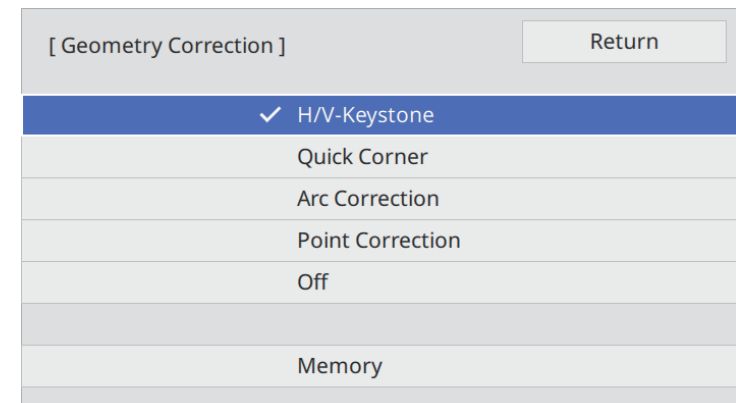 [ Geometry Correction ]
Return
H/V-Keystone
Quick Corner
Arc Correction
Point Correction
Off
Memory